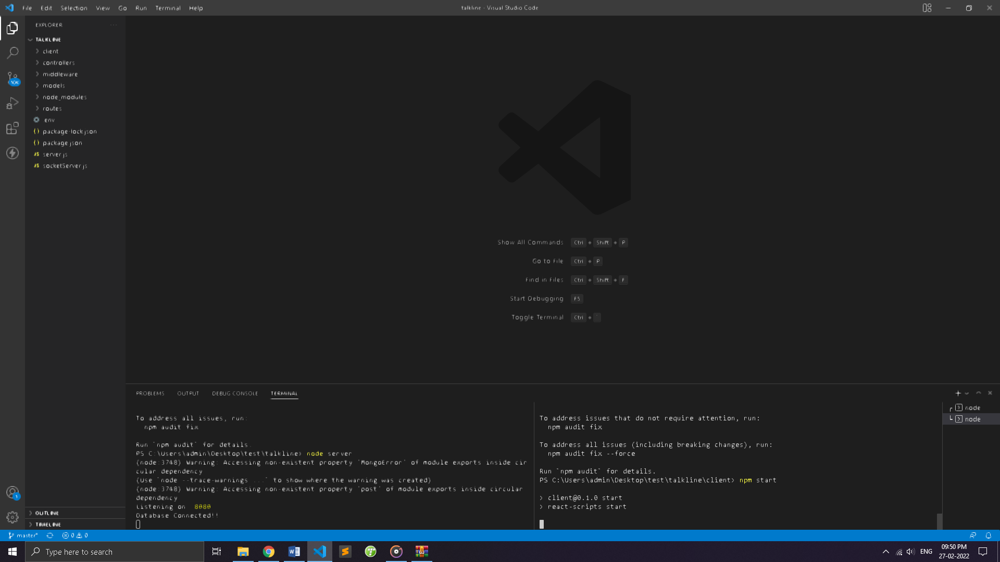 File Edit Selection View Go Run Terminal Help
talkline - Visual Studio Code
EXPLORER
TALKLINE
client
controllers
middleware
models
node_modules
routes
.env
package-lock.json
package.json
server.js
socketServer.js
10K
1
OUTLINE
TIMELINE
Show All Commands Ctrl + Shift + P
Go to File Ctrl + P
Find in Files Ctrl + Shift + F
Start Debugging F5
Toggle Terminal Ctrl + `
PROBLEMS OUTPUT DEBUG CONSOLE TERMINAL
To address all issues, run:
npm audit fix
Run `npm audit` for details.
PS C:\Users\admin\Desktop\test\talkline> node server
(node:3748) Warning: Accessing non-existent property 'MongoError' of module exports inside cir
cular dependency
(Use `node --trace-warnings ...` to show where the warning was created)
(node:3748) Warning: Accessing non-existent property 'post' of module exports inside circular
dependency
Listening on 8080
Database Connected!!
To address issues that do not require attention, run:
npm audit fix
To address all issues (including breaking changes), run:
npm audit fix --force
Run `npm audit` for details.
PS C:\Users\admin\Desktop\test\talkline\client> npm start
> client@0.1.0 start
> react-scripts start
node
node
master* 0 0
Type here to search
ENG
09:50 PM
27-02-2022